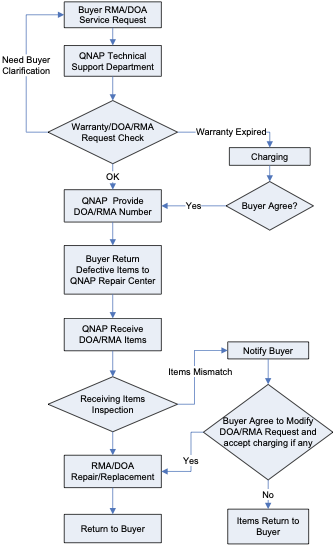 Buyer RMA/DOA
Service Request
Need Buyer
Clarification
QNAP Technical
Support Department
Warranty/DOA/RMA
Request Check
Warranty Expired
Charging
OK
QNAP Provide
DOA/RMA Number
Yes
Buyer Agree?
Buyer Return
Defective Items to
QNAP Repair Center
QNAP Receive
DOA/RMA Items
Notify Buyer
Items Mismatch
Receiving Items
Inspection
Buyer Agree to Modify
DOA/RMA Request and
accept charging if any
Yes
RMA/DOA
Repair/Replacement
No
Return to Buyer
Items Return to
Buyer